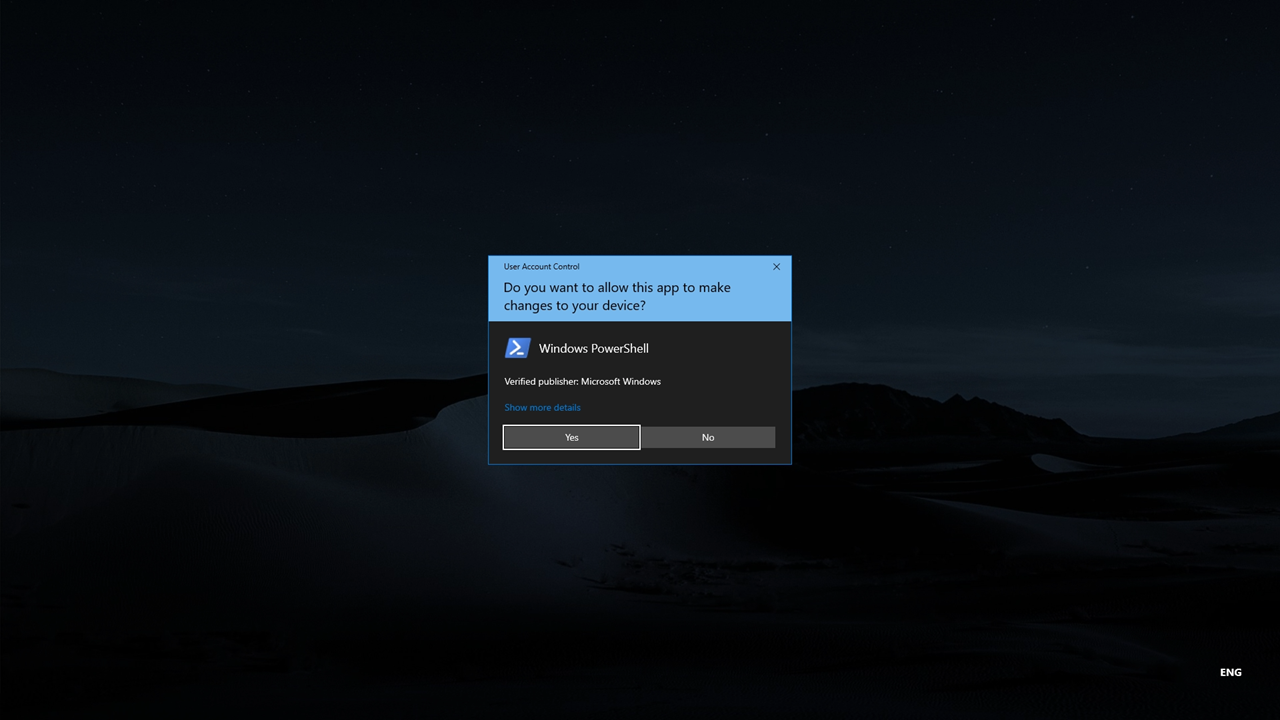 User Account Control
Do you want to allow this app to make
changes to your device?
Windows PowerShell
Verified publisher: Microsoft Windows
Show more details
Yes
No
ENG